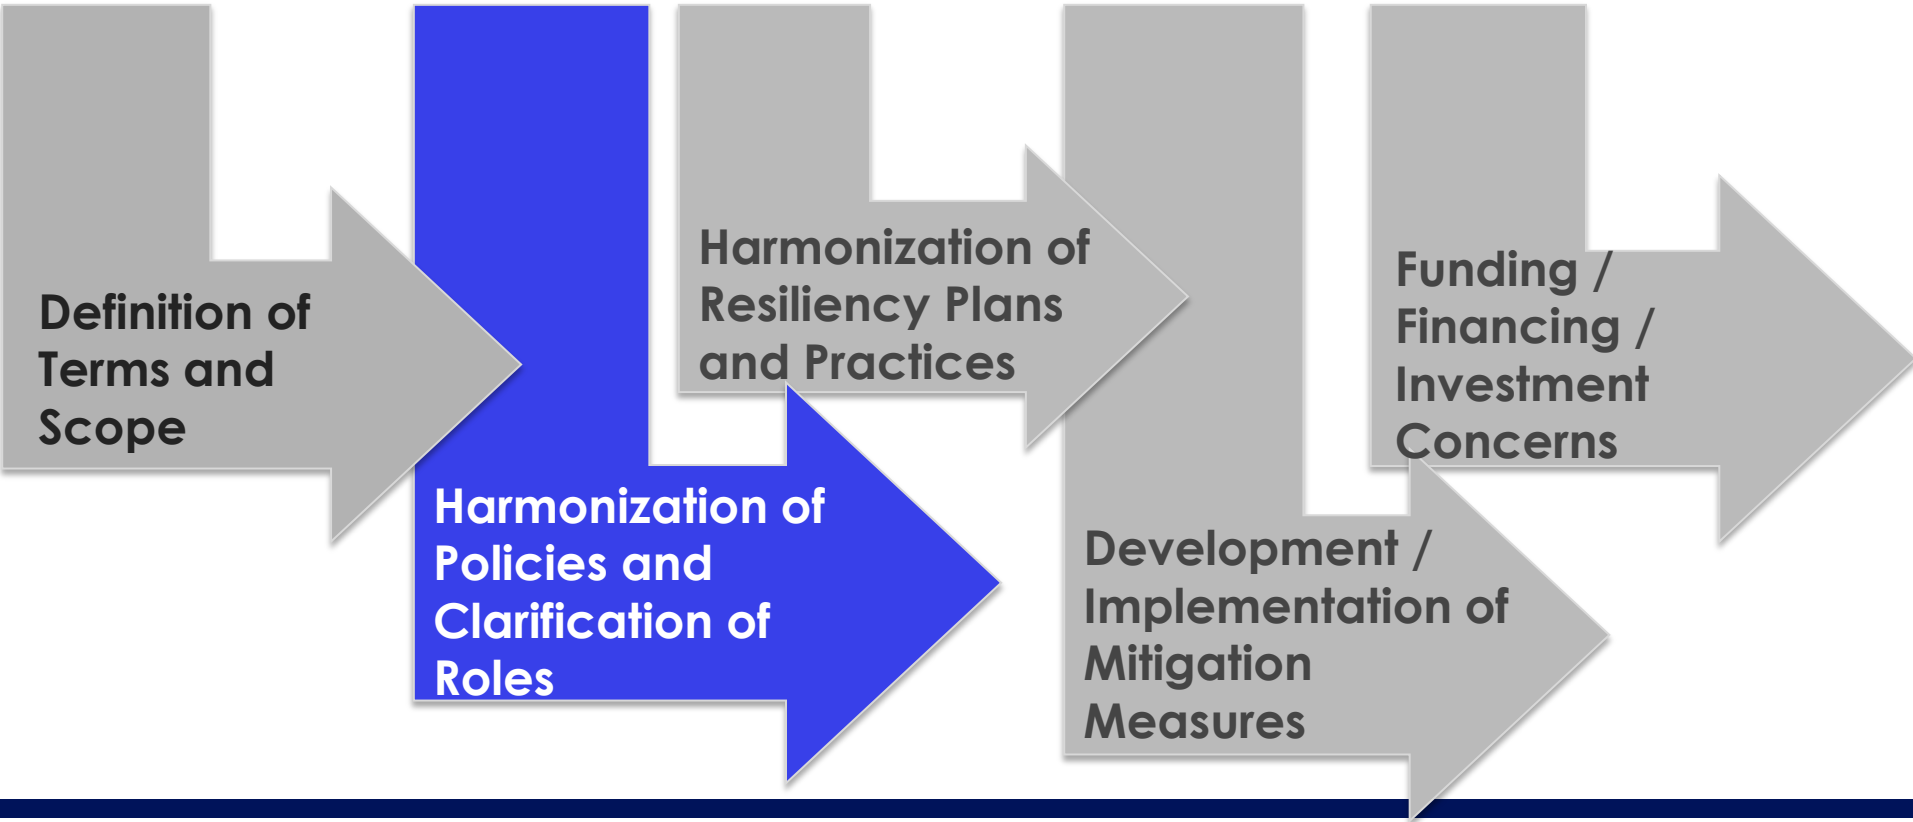 Definition of
Terms and
Scope
Harmonization of
Policies and
Clarification of
Roles
Harmonization of
Resiliency Plans
and Practices
Development /
Implementation of
Mitigation
Measures
Funding /
Financing /
Investment
Concerns